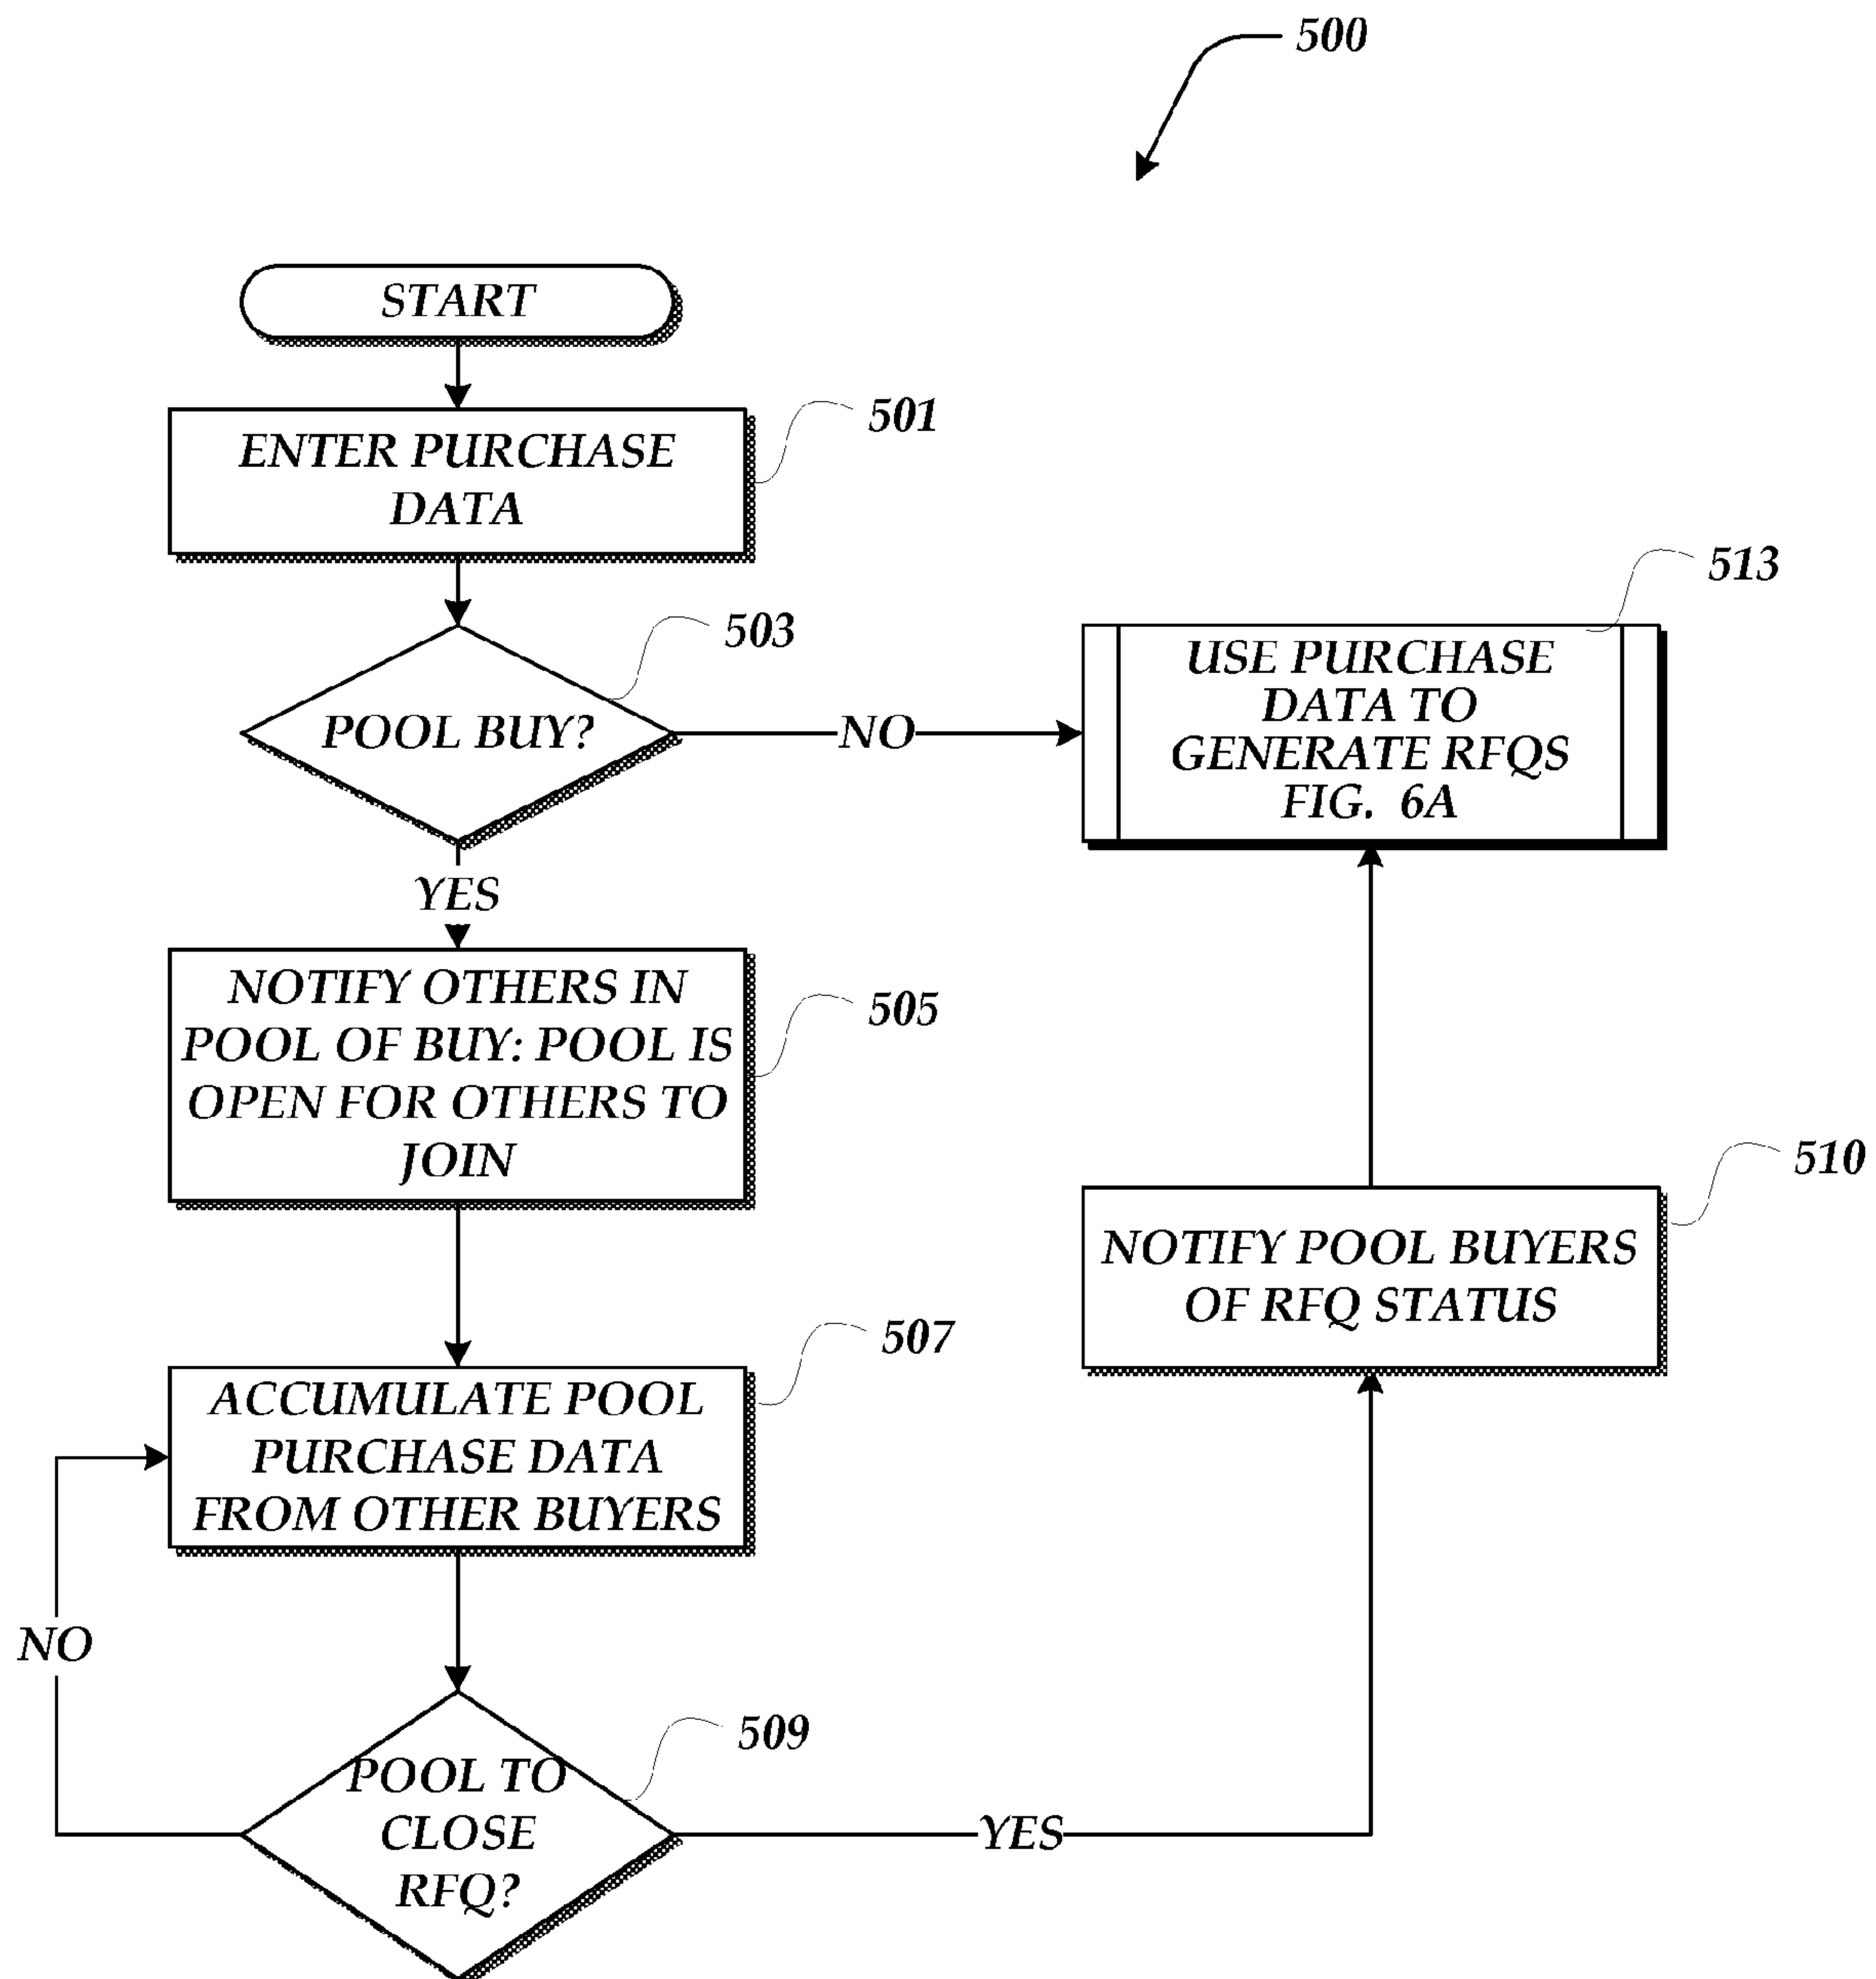 500
START
501
ENTER PURCHASE
DATA
503
POOL BUY?
NO
513
USE PURCHASE
DATA TO
GENERATE RFQS
FIG. 6A
YES
505
NOTIFY OTHERS IN
POOL OF BUY: POOL IS
OPEN FOR OTHERS TO
JOIN
510
NOTIFY POOL BUYERS
OF RFQ STATUS
507
ACCUMULATE POOL
PURCHASE DATA
FROM OTHER BUYERS
NO
509
POOL TO
CLOSE
RFQ?
YES